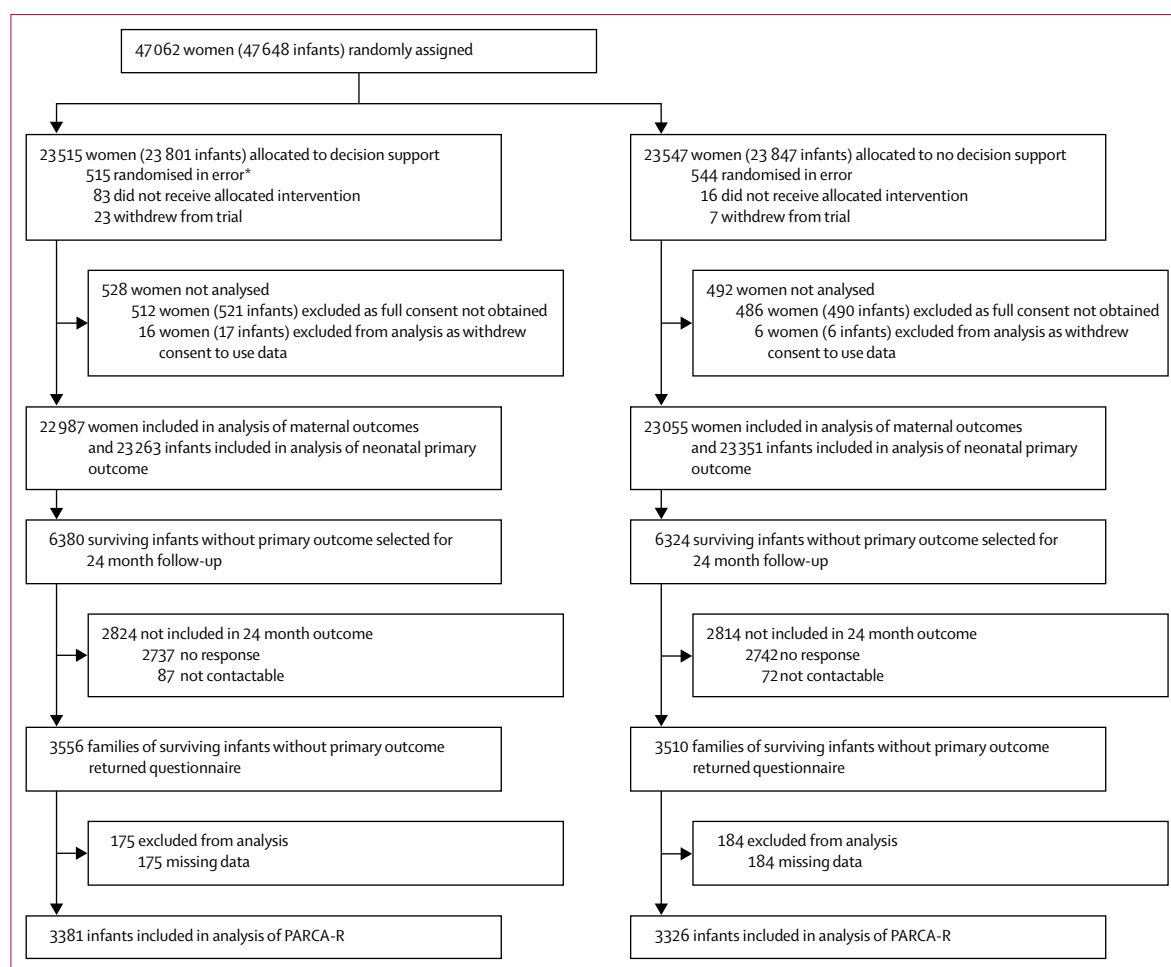 47 062 women (47 648 infants) randomly assigned
23 515 women (23 801 infants) allocated to decision support
515 randomised in error*
83 did not receive allocated intervention
23 withdrew from trial
23 547 women (23 847 infants) allocated to no decision support
544 randomised in error
16 did not receive allocated intervention
7 withdrew from trial
528 women not analysed
512 women (521 infants) excluded as full consent not obtained
16 women (17 infants) excluded from analysis as withdrew
consent to use data
492 women not analysed
486 women (490 infants) excluded as full consent not obtained
6 women (6 infants) excluded from analysis as withdrew
consent to use data
22 987 women included in analysis of maternal outcomes
and 23 263 infants included in analysis of neonatal primary
outcome
23 055 women included in analysis of maternal outcomes
and 23 351 infants included in analysis of neonatal primary
outcome
6380 surviving infants without primary outcome selected for
24 month follow-up
6324 surviving infants without primary outcome selected for
24 month follow-up
2824 not included in 24 month outcome
2737 no response
87 not contactable
2814 not included in 24 month outcome
2742 no response
72 not contactable
3556 families of surviving infants without primary outcome
returned questionnaire
3510 families of surviving infants without primary outcome
returned questionnaire
175 excluded from analysis
175 missing data
184 excluded from analysis
184 missing data
3381 infants included in analysis of PARCA-R
3326 infants included in analysis of PARCA-R